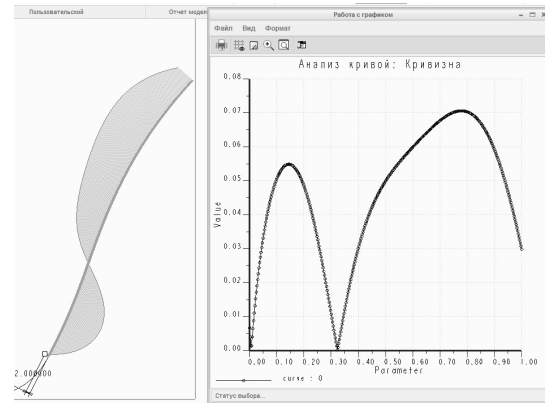 Пользовательский
Отчет модел
Работа с графиком
Файл Вид Формат
Анализ кривой: Кривизна
0.08
0.07
0.06
0.05
0.04
0.03
0.02
0.01
0.00
Value
0.00 0.10 0.20 0.30 0.40 0.50 0.60 0.70 0.80 0.90 1.00
Parameter
curve : 0
2.000000
Статус выбора...